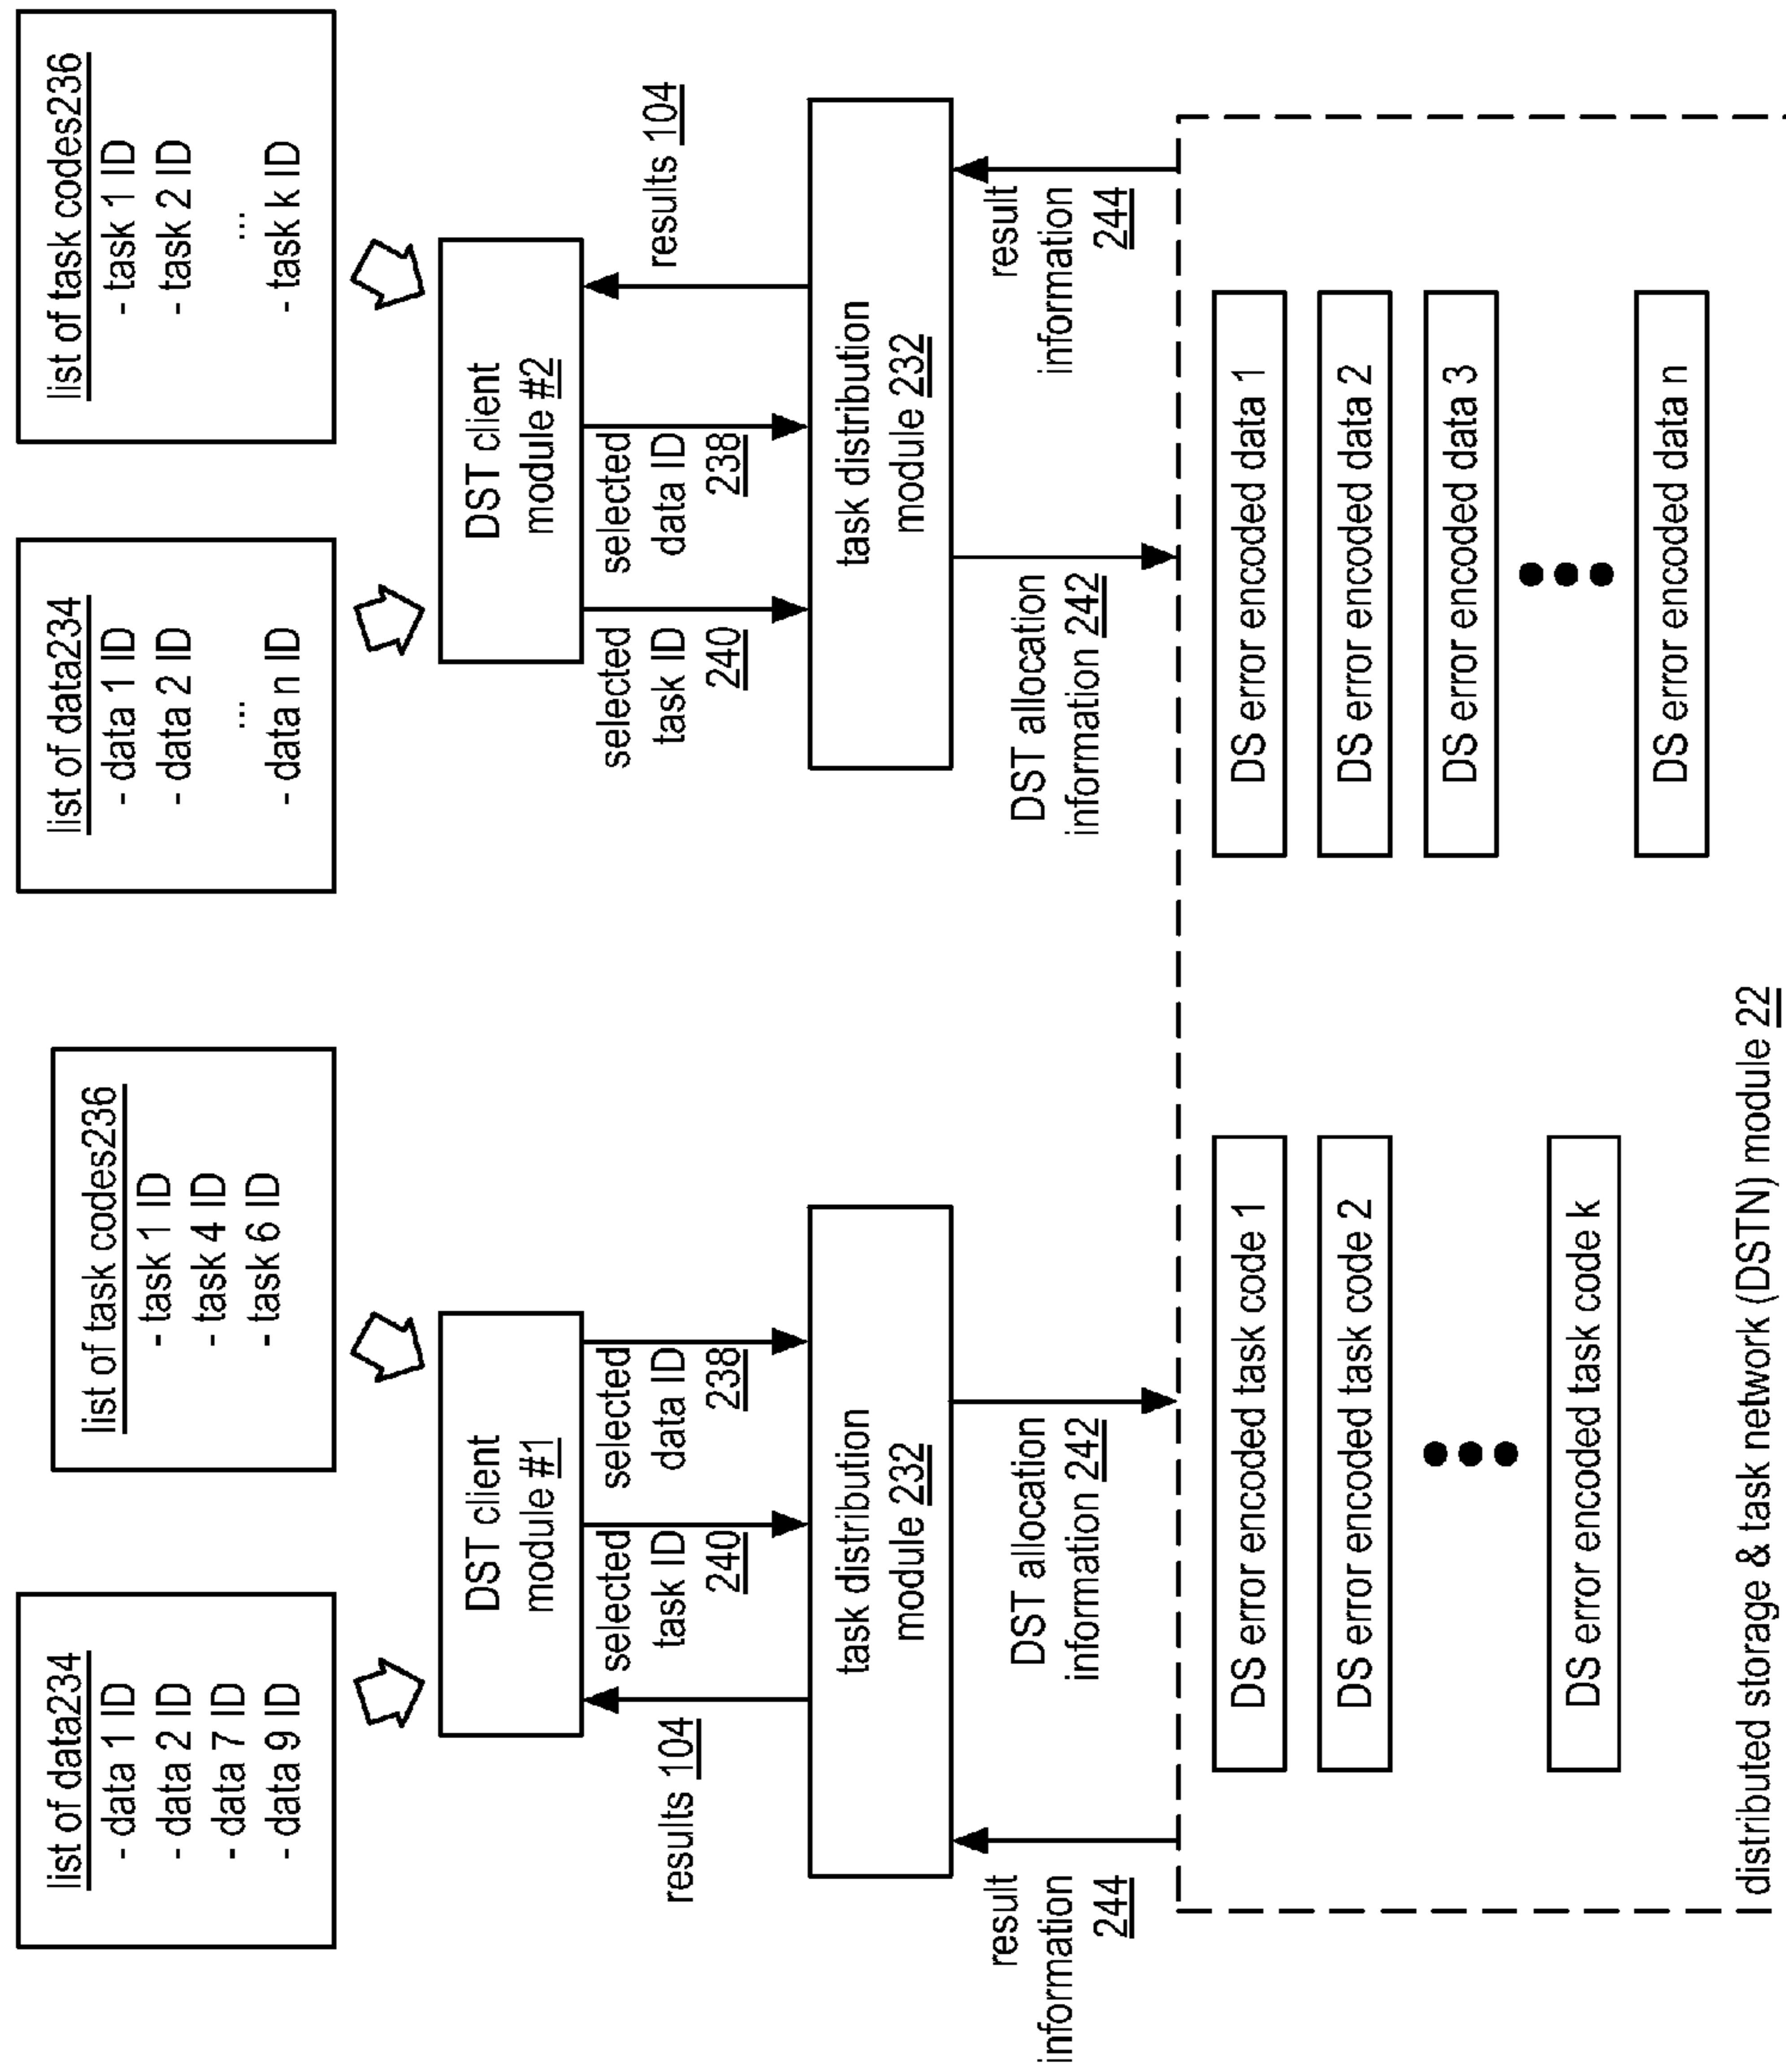 list of data234
- data 1 ID
- data 2 ID
- data 7 ID
- data 9 ID
list of task codes236
- task 1 ID
- task 4 ID
- task 6 ID
list of data234
- data 1 ID
- data 2 ID
...
- data n ID
list of task codes236
- task 1 ID
- task 2 ID
...
- task k ID
DST client
module #1
DST client
module #2
results 104
selected
task ID
240
selected
data ID
238
selected
task ID
240
selected
data ID
238
results 104
task distribution
module 232
task distribution
module 232
result
information
244
DST allocation
information 242
DST allocation
information 242
result
information
244
DS error encoded task code 1
DS error encoded task code 2
DS error encoded task code k
DS error encoded data 1
DS error encoded data 2
DS error encoded data 3
DS error encoded data n
distributed storage & task network (DSTN) module 22